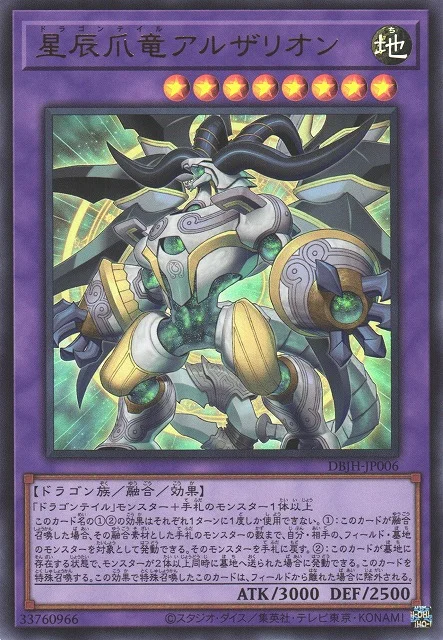 ドラゴンテイル
星辰爪竜アルザリオン
ち
地
DBJH-JP006
【ドラゴン族／融合／効果】
「ドラゴンテイル」モンスター＋手札のモンスター1体以上
このカード名の①②の効果はそれぞれ1ターンに1度しか使用できない。①：このカードが融合
召喚した場合、その融合素材とした手札のモンスターの数まで、自分・相手の、フィールド・墓地
のモンスターを対象として発動できる。そのモンスターを手札に戻す。②：このカードが墓地に
存在する状態で、モンスターが2体以上同時に墓地へ送られた場合に発動できる。このカードを
特殊召喚する。この効果で特殊召喚したこのカードは、フィールドから離れた場合に除外される。
ATK/3000 DEF/2500
33760966
©スタジオ・ダイス／集英社・テレビ東京・KONAMI